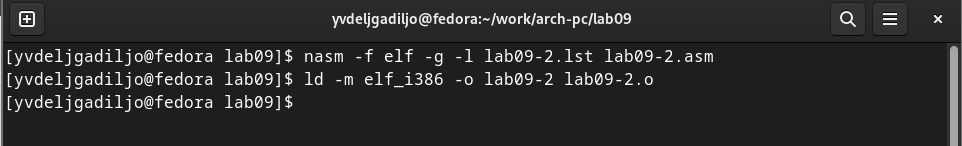 yvdeljgadiljo@fedora:~/work/arch-pc/lab09
[yvdeljgadiljo@fedora lab09]$ nasm -f elf -g -l lab09-2.lst lab09-2.asm
[yvdeljgadiljo@fedora lab09]$ ld -m elf_i386 -o lab09-2 lab09-2.o
[yvdeljgadiljo@fedora lab09]$